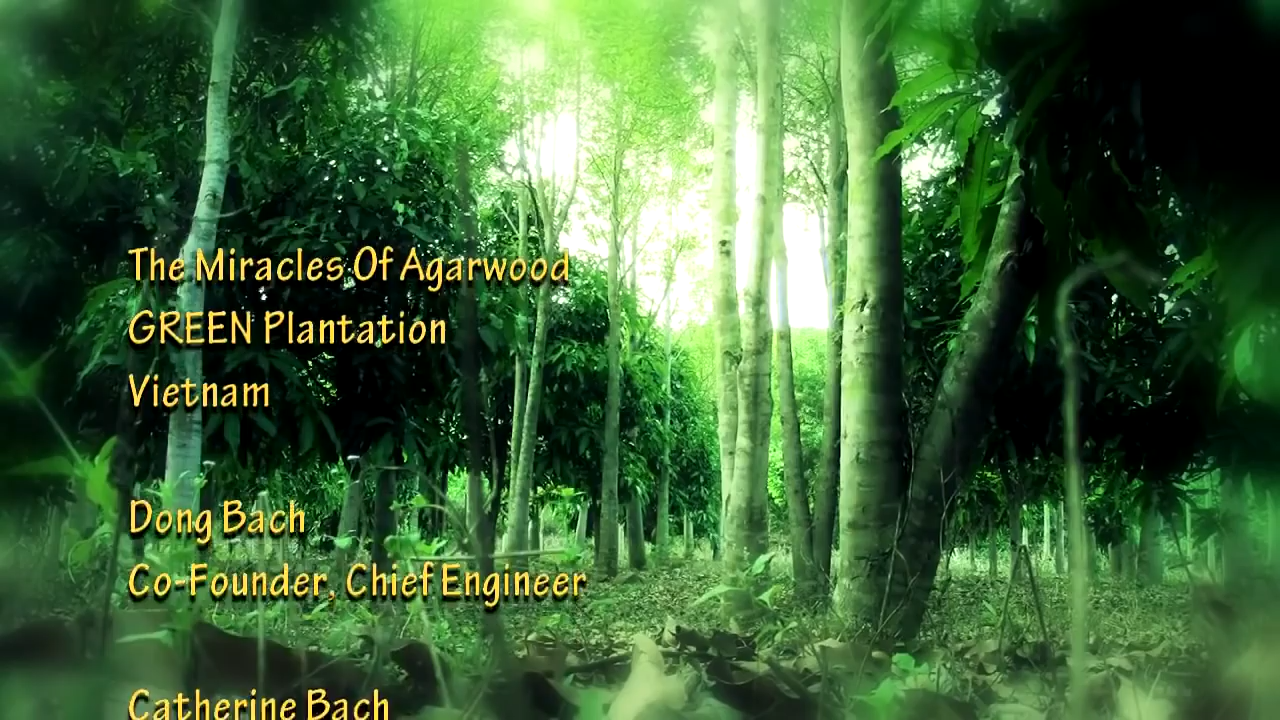 The Miracles Of Agarwood
GREEN Plantation
Vietnam
Dong Bach
Co-Founder, Chief Engineer
Catherine Bach